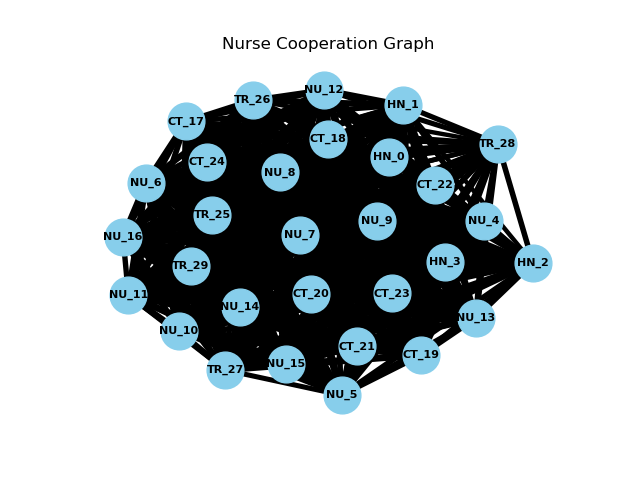 Nurse Cooperation Graph
NU_12
TR_26
HN_1
CT_17
CT_18
TR_28
HN_0
CT_24
NU_8
NU_6
CT_22
TR_25
NU_9
NU_4
NU_7
NU_16
HN_3
HN_2
TR_29
CT_20
CT_23
NU_11
NU_14
NU_13
NU_10
CT_21
CT_19
NU_15
TR_27
NU_5